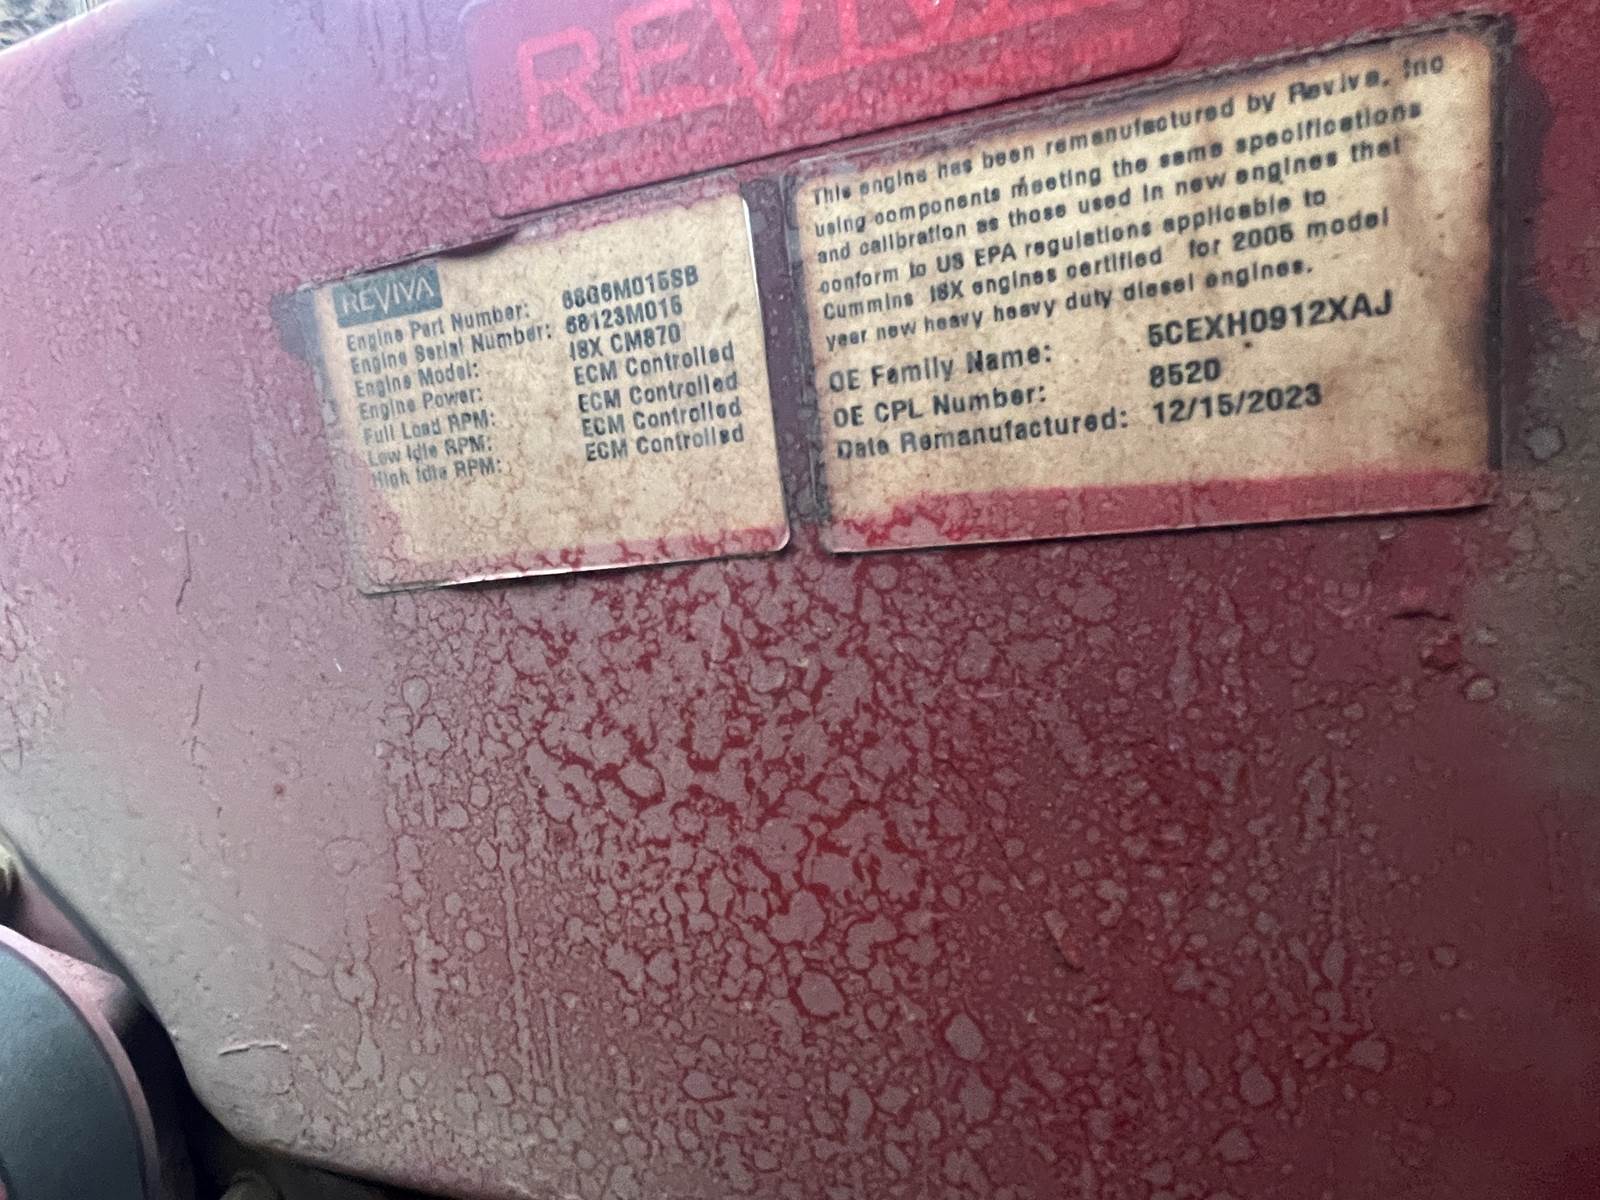 REVIVA
REVIVA
Engine Part Number: 68G6M015SB
Engine Serial Number: 68123M015
Engine Model: ISX CM870
Engine Power: ECM Controlled
Full Load RPM: ECM Controlled
Low Idle RPM: ECM Controlled
High Idle RPM: ECM Controlled
This engine has been remanufactured by Reviva, Inc
using components meeting the same specifications
and calibration as those used in new engines that
conform to US EPA regulations applicable to
Cummins ISX engines certified for 2005 model
year new heavy heavy duty diesel engines.
OE Family Name: 5CEXH0912XAJ
OE CPL Number: 8520
Date Remanufactured: 12/15/2023